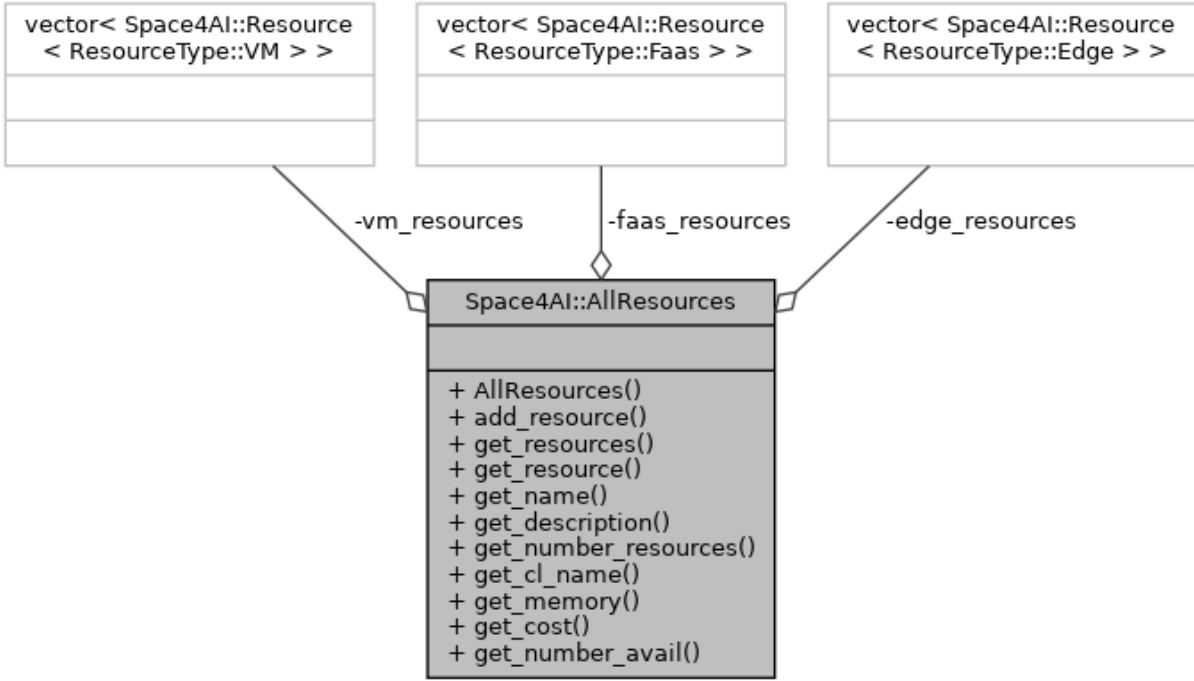 vector< Space4AI::Resource
< ResourceType::VM > >
vector< Space4AI::Resource
< ResourceType::Faas > >
vector< Space4AI::Resource
< ResourceType::Edge > >
-vm_resources
-faas_resources
-edge_resources
Space4AI::AllResources
+ AllResources()
+ add_resource()
+ get_resources()
+ get_resource()
+ get_name()
+ get_description()
+ get_number_resources()
+ get_cl_name()
+ get_memory()
+ get_cost()
+ get_number_avail()